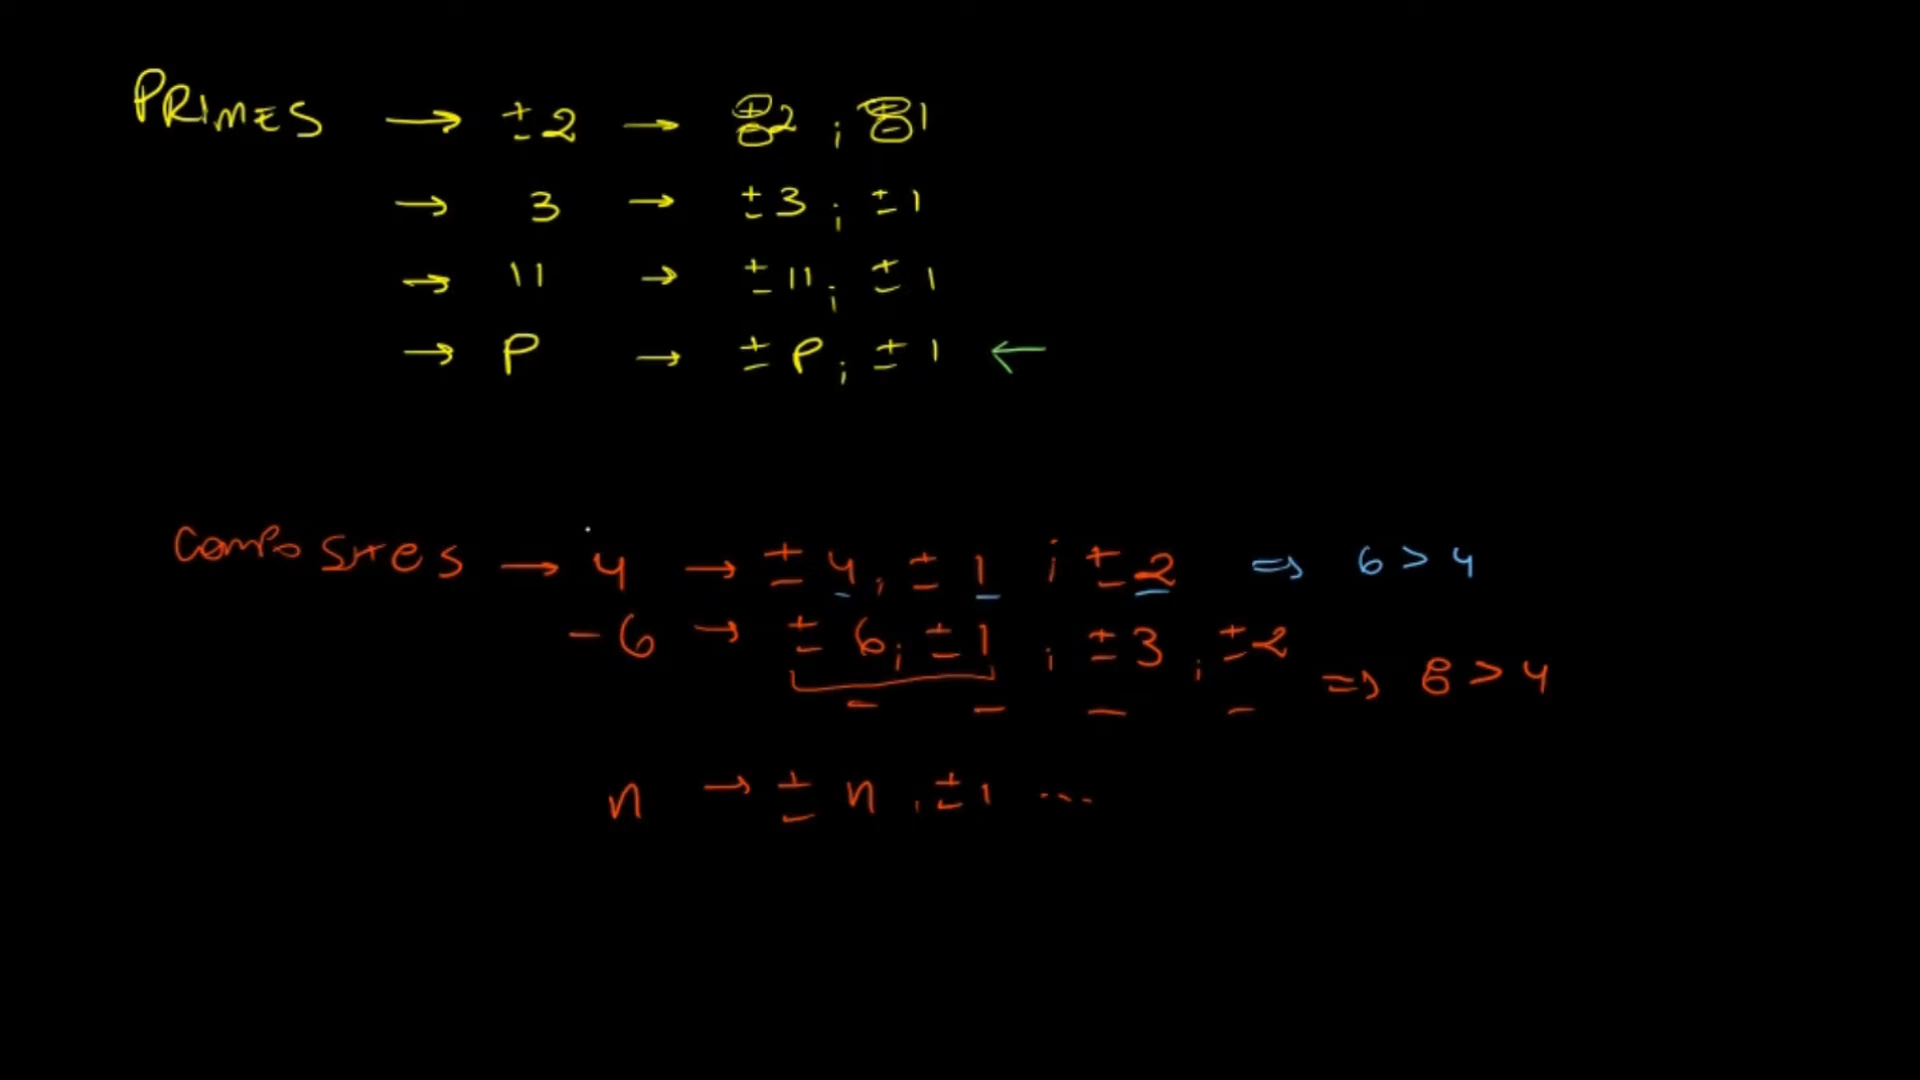 PRIMES → ±2 → ±2 ; ±1
→ 3 → ±3 ; ±1
→ 11 → ±11 ; ±1
→ P → ±P ; ±1 ←
Composites → 4 → ±4 ; ±1 ; ±2 ⇒ 6 > 4
-6 → ±6 ; ±1 ; ±3 ; ±2 ⇒ 8 > 4
n → ±n , ±1 ...